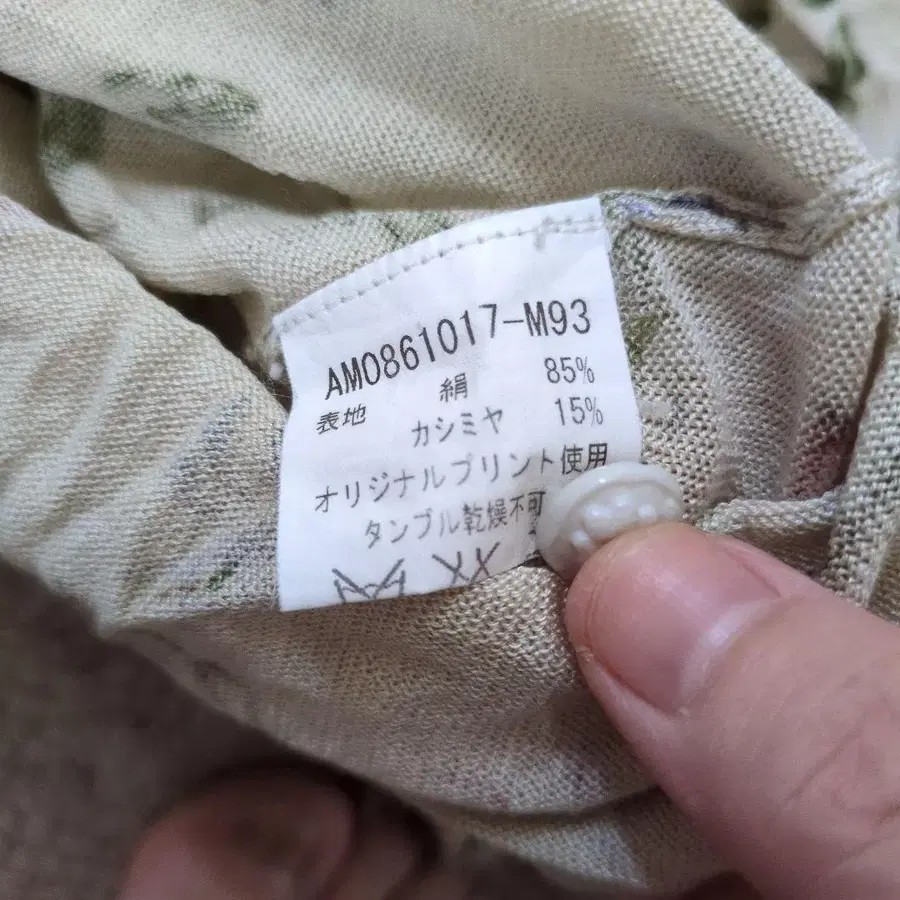 AM0861017-M93
表地 絹 85%
カシミヤ 15%
オリジナルプリント使用
タンブル乾燥不可